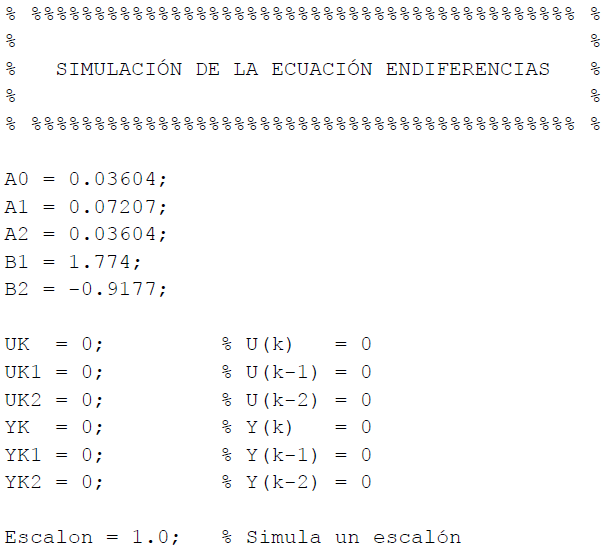 % %%%%%%%%%%%%%%%%%%%%%%%%%%%%%%%%%%%%%%%%%%% %
%                                             %
%   SIMULACIÓN DE LA ECUACIÓN ENDIFERENCIAS   %
%                                             %
% %%%%%%%%%%%%%%%%%%%%%%%%%%%%%%%%%%%%%%%%%%% %

A0 = 0.03604;
A1 = 0.07207;
A2 = 0.03604;
B1 = 1.774;
B2 = -0.9177;

UK  = 0;         % U(k)   = 0
UK1 = 0;         % U(k-1) = 0
UK2 = 0;         % U(k-2) = 0
YK  = 0;         % Y(k)   = 0
YK1 = 0;         % Y(k-1) = 0
YK2 = 0;         % Y(k-2) = 0

Escalon = 1.0;   % Simula un escalón